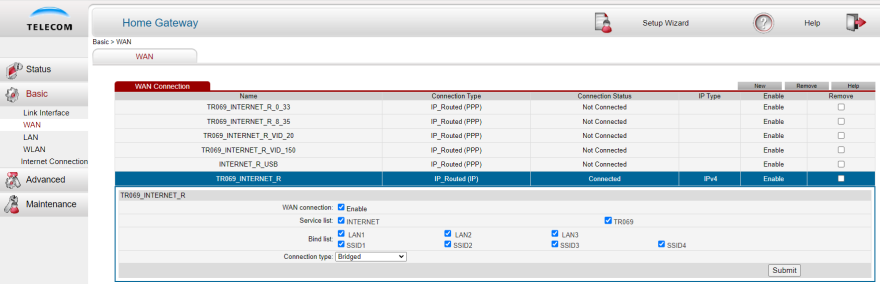 TELECOM
Home Gateway
Setup Wizard
Help
Basic > WAN
WAN
Status
Basic
Link Interface
WAN
LAN
WLAN
Internet Connection
Advanced
Maintenance
WAN Connection
New Remove Help
Name Connection Type Connection Status IP Type Enable Remove
TR069_INTERNET_R_0_33 IP_Routed (PPP) Not Connected Enable
TR069_INTERNET_R_8_35 IP_Routed (PPP) Not Connected Enable
TR069_INTERNET_R_VID_20 IP_Routed (PPP) Not Connected Enable
TR069_INTERNET_R_VID_150 IP_Routed (PPP) Not Connected Enable
INTERNET_R_USB IP_Routed (PPP) Not Connected Enable
TR069_INTERNET_R IP_Routed (IP) Connected IPv4 Enable
TR069_INTERNET_R
WAN connection: Enable
Service list: INTERNET TR069
Bind list: LAN1 LAN2 LAN3
SSID1 SSID2 SSID3 SSID4
Connection type: Bridged
Submit